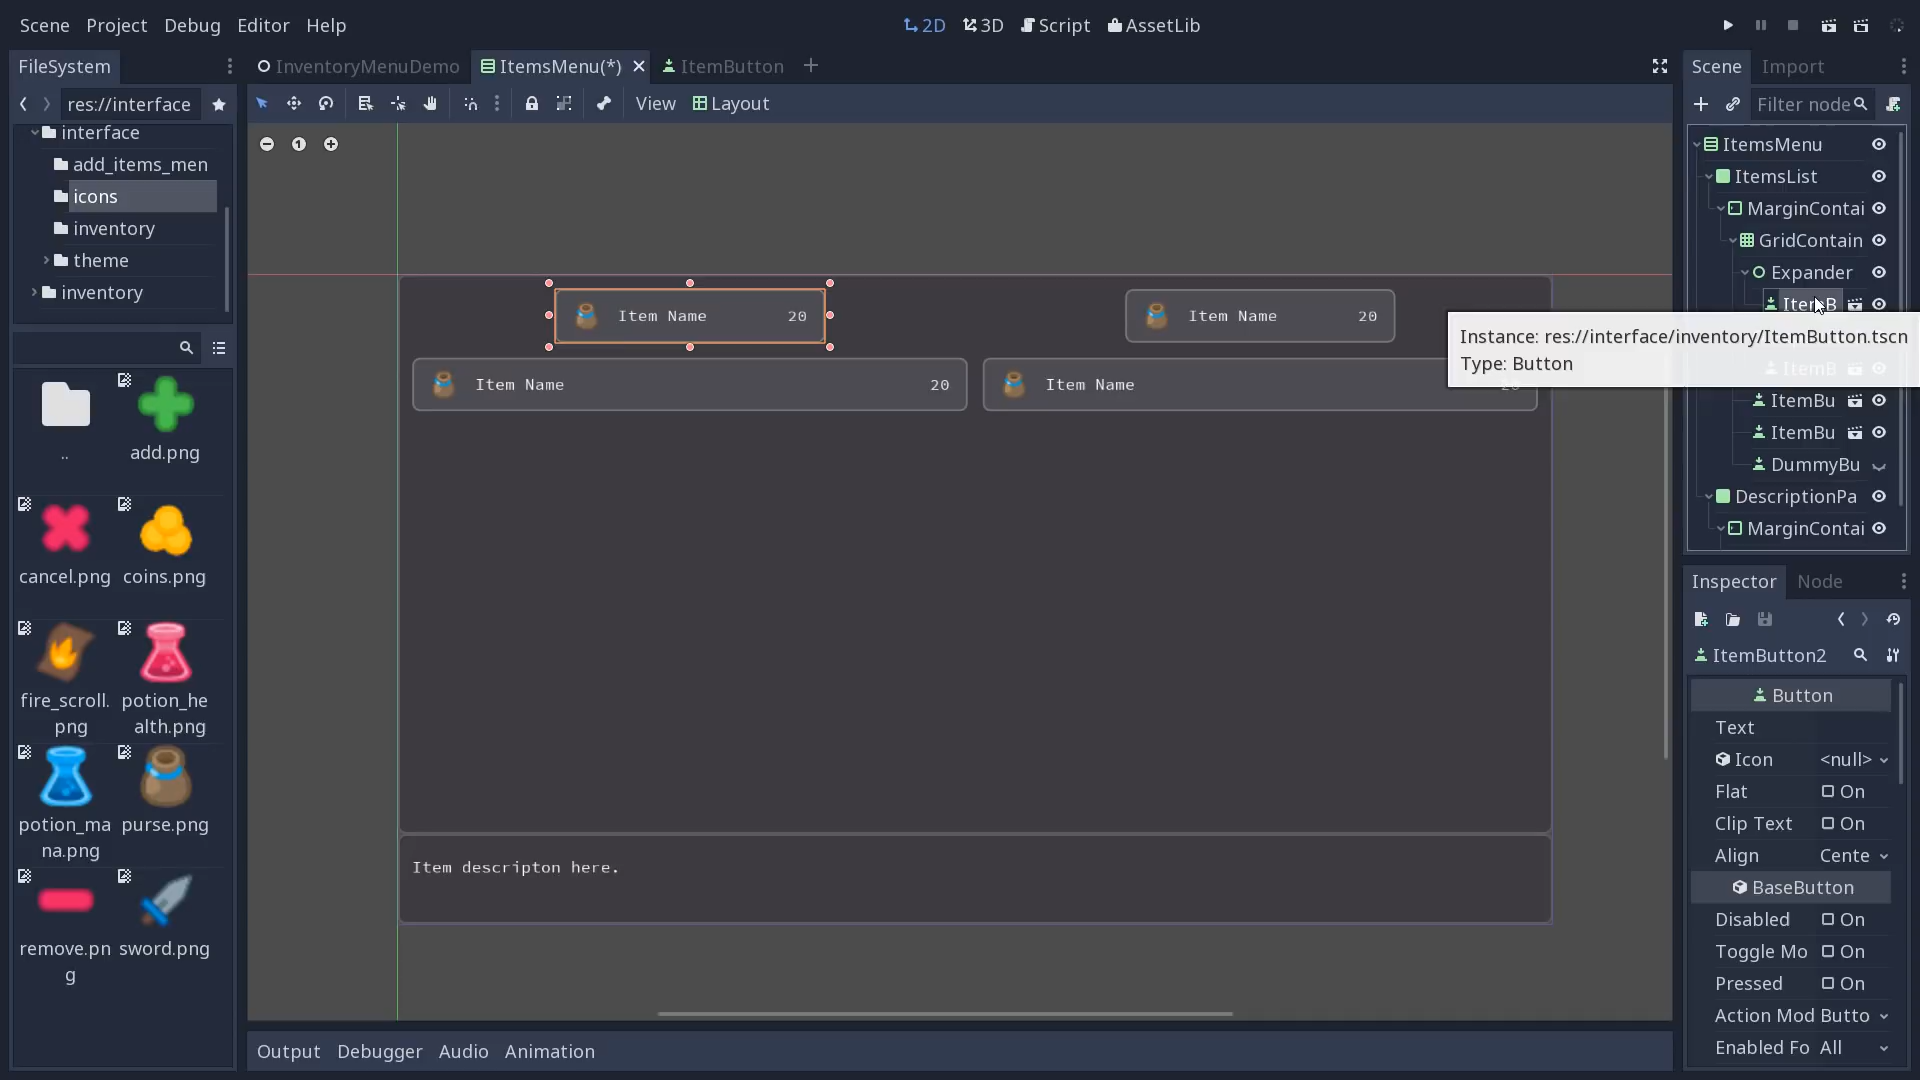 Scene Project Debug Editor Help
2D 3D Script AssetLib
FileSystem
InventoryMenuDemo
ItemsMenu(*)
ItemButton
Scene Import
res://interface
View Layout
Filter node
interface
add_items_men
icons
inventory
theme
inventory
1
ItemsMenu
ItemsList
MarginContai
GridContain
Expander
ItemB
Instance: res://interface/inventory/ItemButton.tscn
Type: Button
ItemB
ItemBu
ItemBu
DummyBu
DescriptionPa
MarginContai
Item Name 20
Item Name 20
Item Name 20
Item Name 20
Item descripton here.
..
add.png
cancel.png
coins.png
fire_scroll.
png
potion_he
alth.png
potion_ma
na.png
purse.png
remove.pn
g
sword.png
Inspector Node
ItemButton2
Button
Text
Icon <null>
Flat On
Clip Text On
Align Cente
BaseButton
Disabled On
Toggle Mo On
Pressed On
Action Mod Butto
Enabled Fo All
Output Debugger Audio Animation